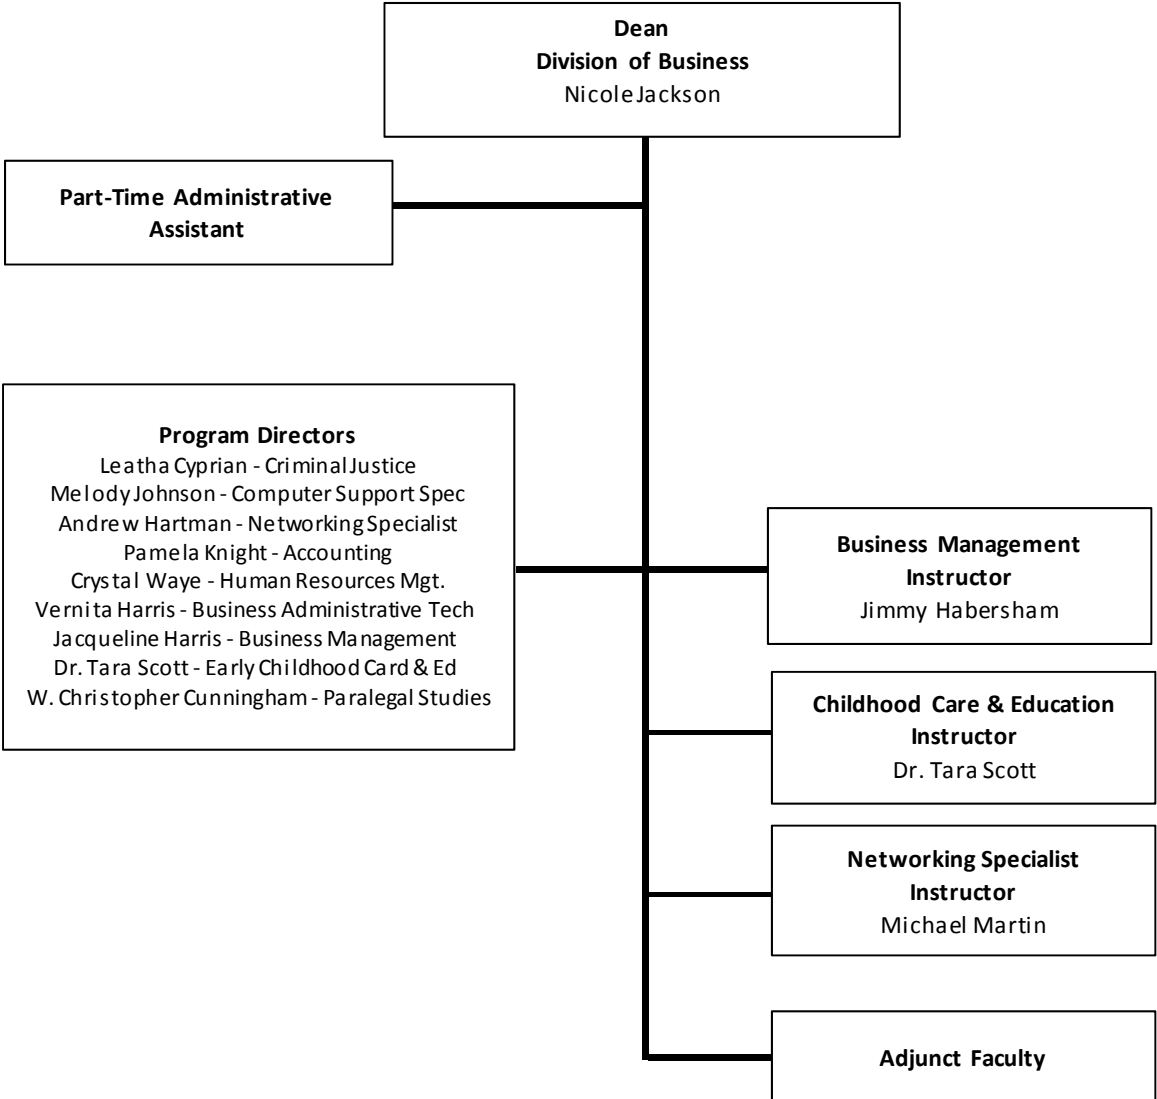 Dean
Division of Business
Nicole Jackson
Part-Time Administrative
Assistant
Program Directors
Leatha Cyprian - Criminal Justice
Melody Johnson - Computer Support Spec
Andrew Hartman - Networking Specialist
Pamela Knight - Accounting
Crystal Waye - Human Resources Mgt.
Vernita Harris - Business Administrative Tech
Jacqueline Harris - Business Management
Dr. Tara Scott - Early Childhood Card & Ed
W. Christopher Cunningham - Paralegal Studies
Business Management
Instructor
Jimmy Habersham
Childhood Care & Education
Instructor
Dr. Tara Scott
Networking Specialist
Instructor
Michael Martin
Adjunct Faculty